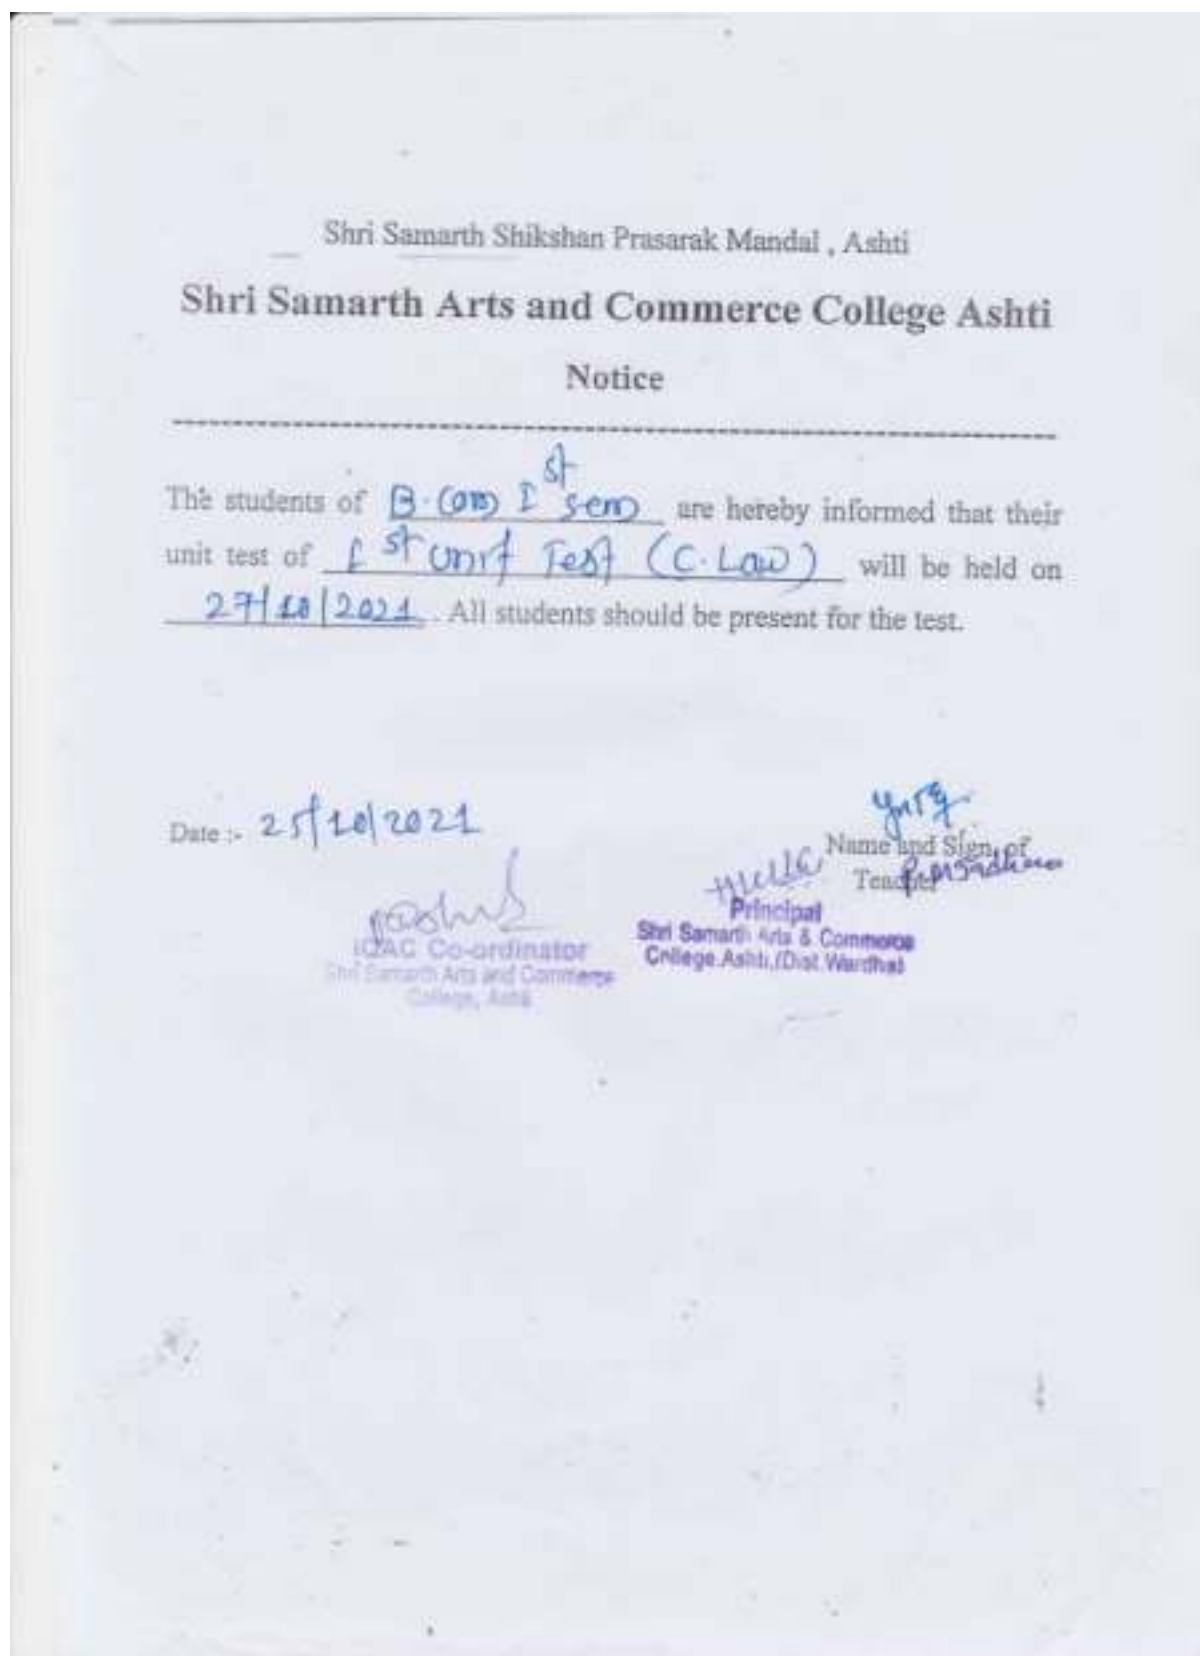 Shri Samarth Shikshan Prasarak Mandal , Ashti
Shri Samarth Arts and Commerce College Ashti
Notice
The students of B.Com I st sem are hereby informed that their
unit test of I st Unit Test (C.Law) will be held on
27/10/2021 . All students should be present for the test.
Date :- 25/10/2021
Name and Sign of
Teacher
Principal
Shri Samarth Arts & Commerce
College.Ashti,(Dist.Wardha)
IQAC Co-ordinator
Shri Samarth Arts and Commerce
College, Ashti